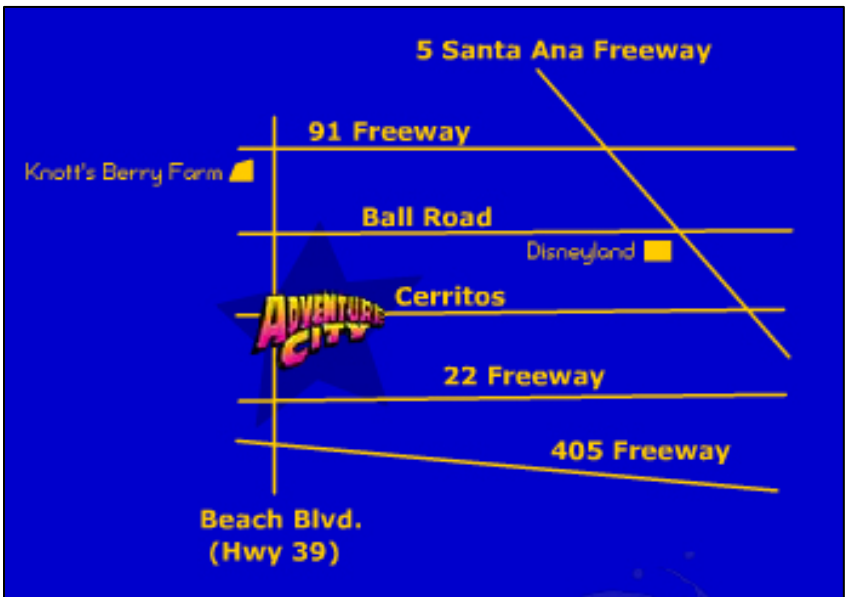 5 Santa Ana Freeway
91 Freeway
Knott's Berry Farm
Ball Road
Disneyland
Cerritos
ADVENTURE
CITY
22 Freeway
405 Freeway
Beach Blvd.
(Hwy 39)